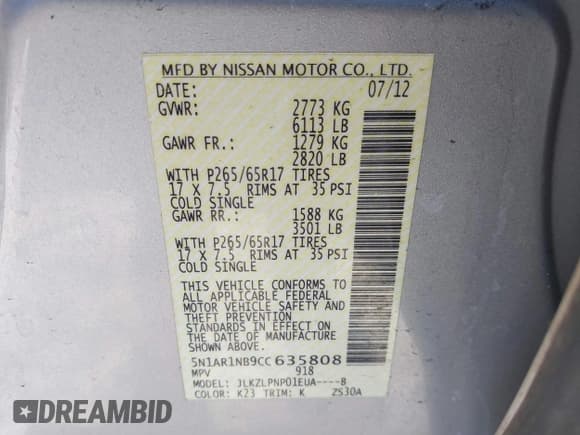 MFD BY NISSAN MOTOR CO., LTD.
DATE: 07/12
GVWR: 2773 KG
6113 LB
GAWR FR.: 1279 KG
2820 LB
WITH P265/65R17 TIRES
17 X 7.5 RIMS AT 35 PSI
COLD SINGLE
GAWR RR.: 1588 KG
3501 LB
WITH P265/65R17 TIRES
17 X 7.5 RIMS AT 35 PSI
COLD SINGLE
THIS VEHICLE CONFORMS TO
ALL APPLICABLE FEDERAL
MOTOR VEHICLE SAFETY AND
THEFT PREVENTION
STANDARDS IN EFFECT ON
THE DATE OF MANUFACTURE
SHOWN ABOVE.
5N1AR1NB9CC635808
MPV 918
MODEL: JLKZLPNP01EUA----B
COLOR: K23 TRIM: K ZS30A
DREAMBID.COM